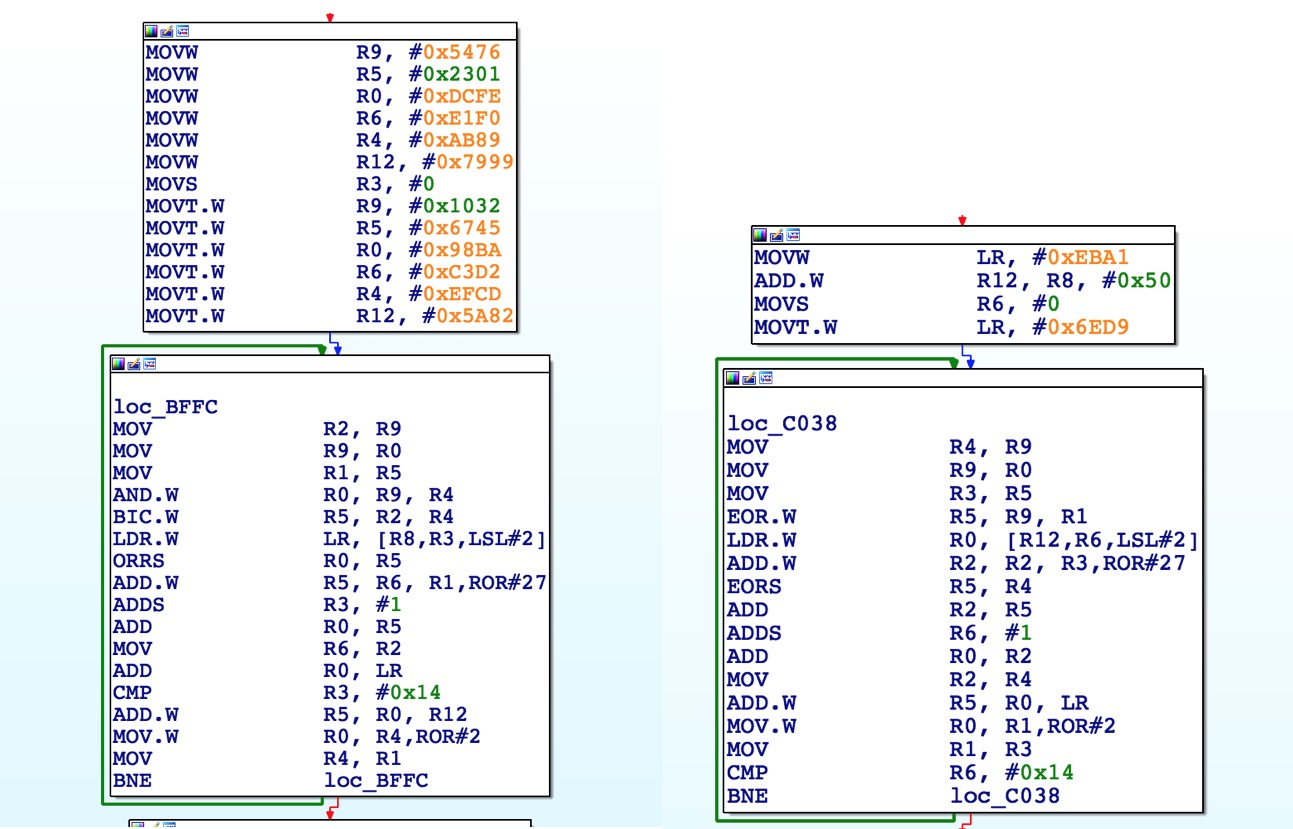 MOVW R9, #0x5476
MOVW R5, #0x2301
MOVW R0, #0xDCFE
MOVW R6, #0xE1F0
MOVW R4, #0xAB89
MOVW R12, #0x7999
MOVS R3, #0
MOVT.W R9, #0x1032
MOVT.W R5, #0x6745
MOVT.W R0, #0x98BA
MOVT.W R6, #0xC3D2
MOVT.W R4, #0xEFCD
MOVT.W R12, #0x5A82
loc_BFFC
MOV R2, R9
MOV R9, R0
MOV R1, R5
AND.W R0, R9, R4
BIC.W R5, R2, R4
LDR.W LR, [R8,R3,LSL#2]
ORRS R0, R5
ADD.W R5, R6, R1,ROR#27
ADDS R3, #1
ADD R0, R5
MOV R6, R2
ADD R0, LR
CMP R3, #0x14
ADD.W R5, R0, R12
MOV.W R0, R4,ROR#2
MOV R4, R1
BNE loc_BFFC
MOVW LR, #0xEBA1
ADD.W R12, R8, #0x50
MOVS R6, #0
MOVT.W LR, #0x6ED9
loc_C038
MOV R4, R9
MOV R9, R0
MOV R3, R5
EOR.W R5, R9, R1
LDR.W R0, [R12,R6,LSL#2]
ADD.W R2, R2, R3,ROR#27
EORS R5, R4
ADD R2, R5
ADDS R6, #1
ADD R0, R2
MOV R2, R4
ADD.W R5, R0, LR
MOV.W R0, R1,ROR#2
MOV R1, R3
CMP R6, #0x14
BNE loc_C038